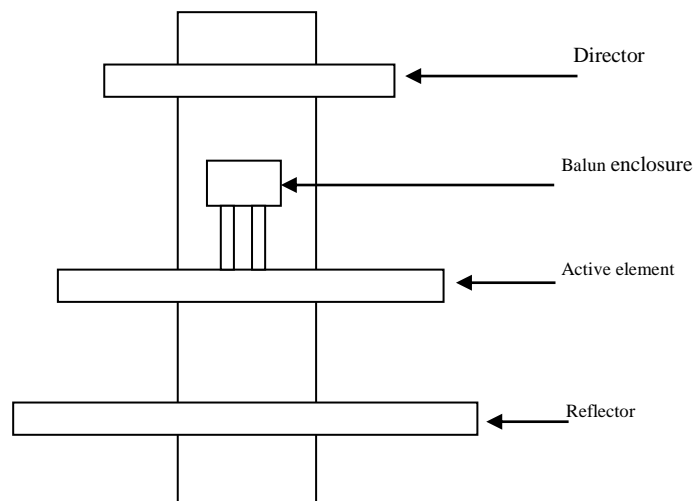 Director
Balun enclosure
Active element
Reflector